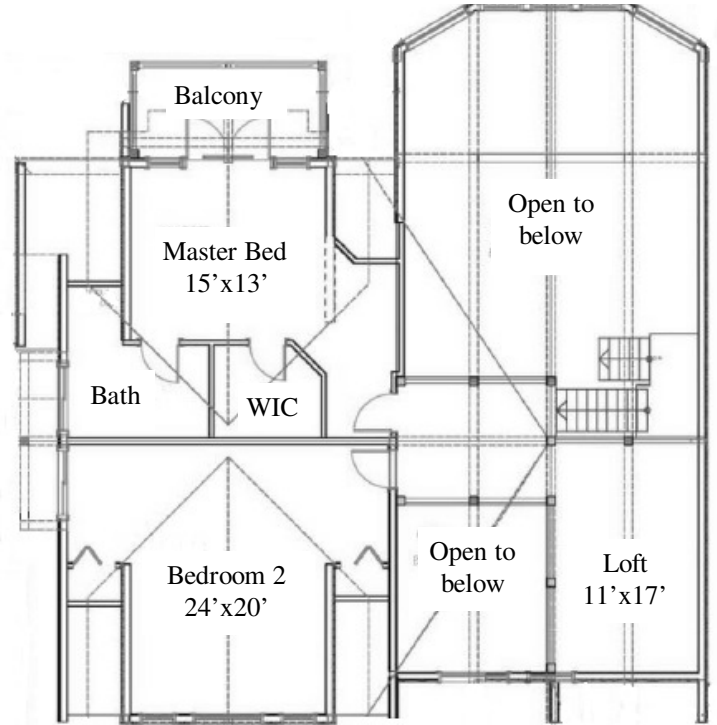 Balcony
Open to
below
Master Bed
15’x13’
Bath
WIC
Open to
below
Bedroom 2
24’x20’
Loft
11’x17’